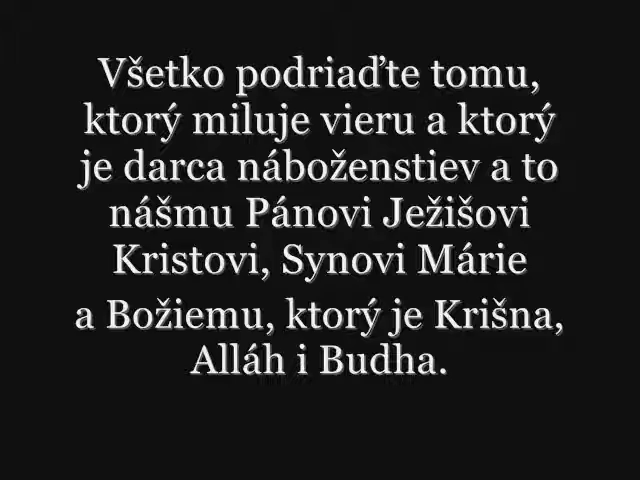 Všetko podriaďte tomu,
ktorý miluje vieru a ktorý
je darca náboženstiev a to
nášmu Pánovi Ježišovi
Kristovi, Synovi Márie
a Božiemu, ktorý je Krišna,
Alláh i Budha.